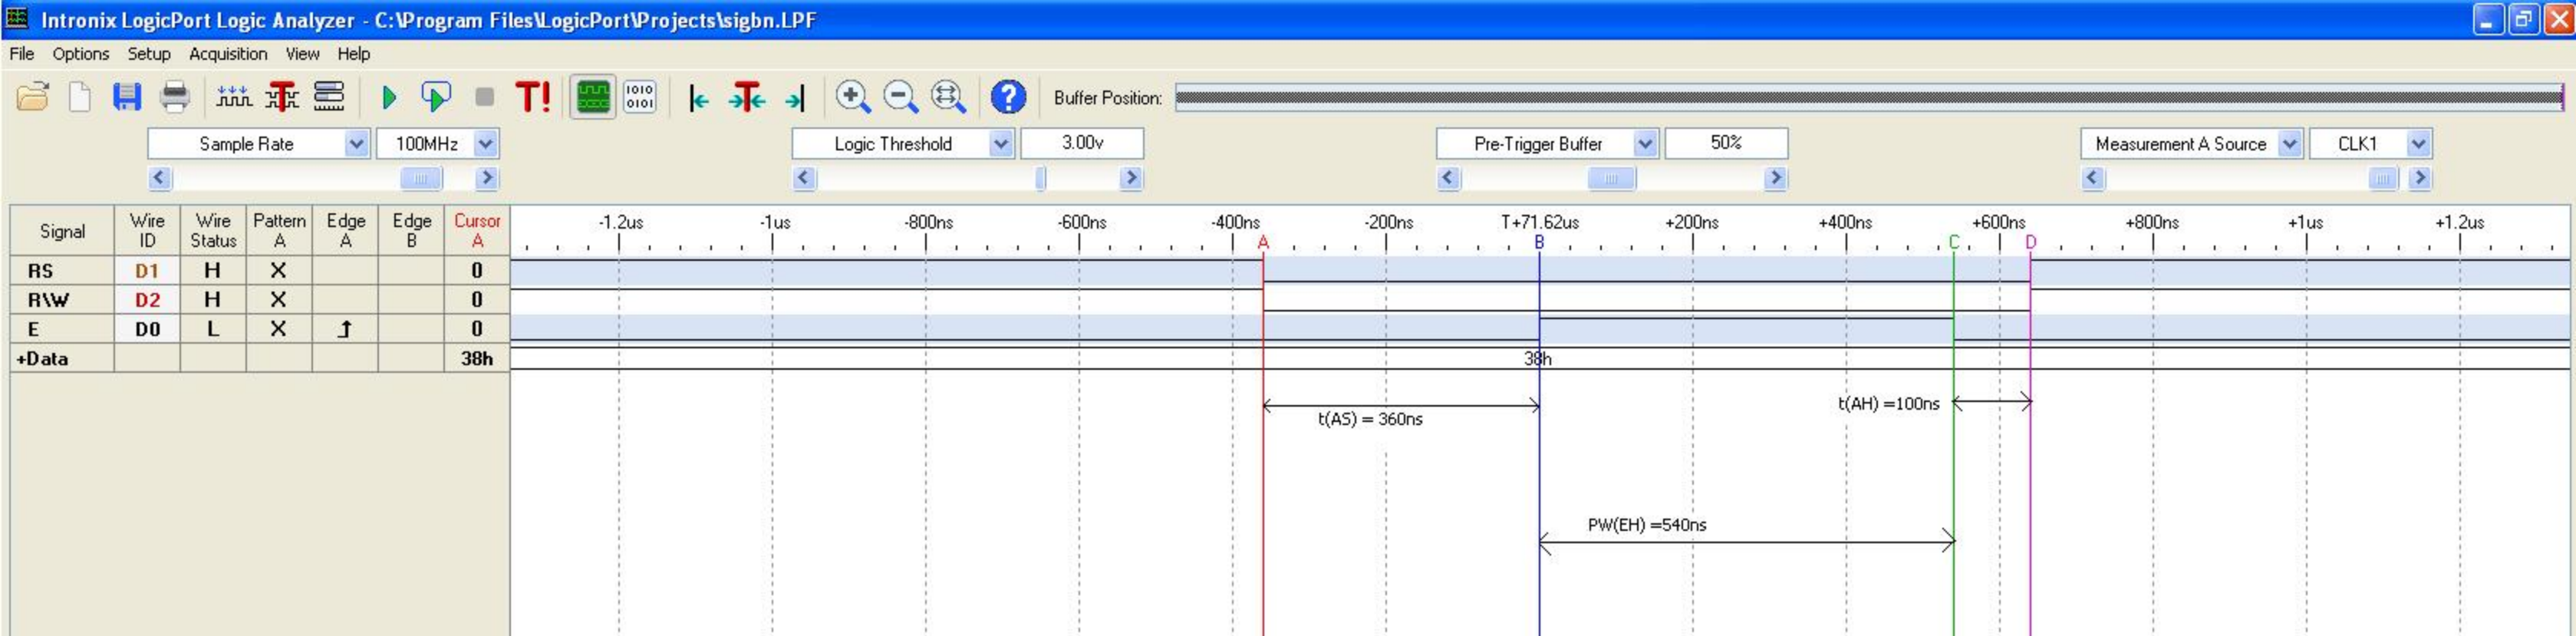 Intronix LogicPort Logic Analyzer - C:\Program Files\LogicPort\Projects\sigbn.LPF
File Options Setup Acquisition View Help
T! 1010 0101 ? Buffer Position:
Sample Rate 100MHz Logic Threshold 3.00v Pre-Trigger Buffer 50% Measurement A Source CLK1
Signal Wire ID Wire Status Pattern A Edge A Edge B Cursor A
-1.2us -1us -800ns -600ns -400ns -200ns T+71.62us +200ns +400ns +600ns +800ns +1us +1.2us
A B C D
RS D1 H X 0
R\W D2 H X 0
E D0 L X 0
+Data 38h 38h
t(AS) = 360ns
t(AH) =100ns
PW(EH) =540ns